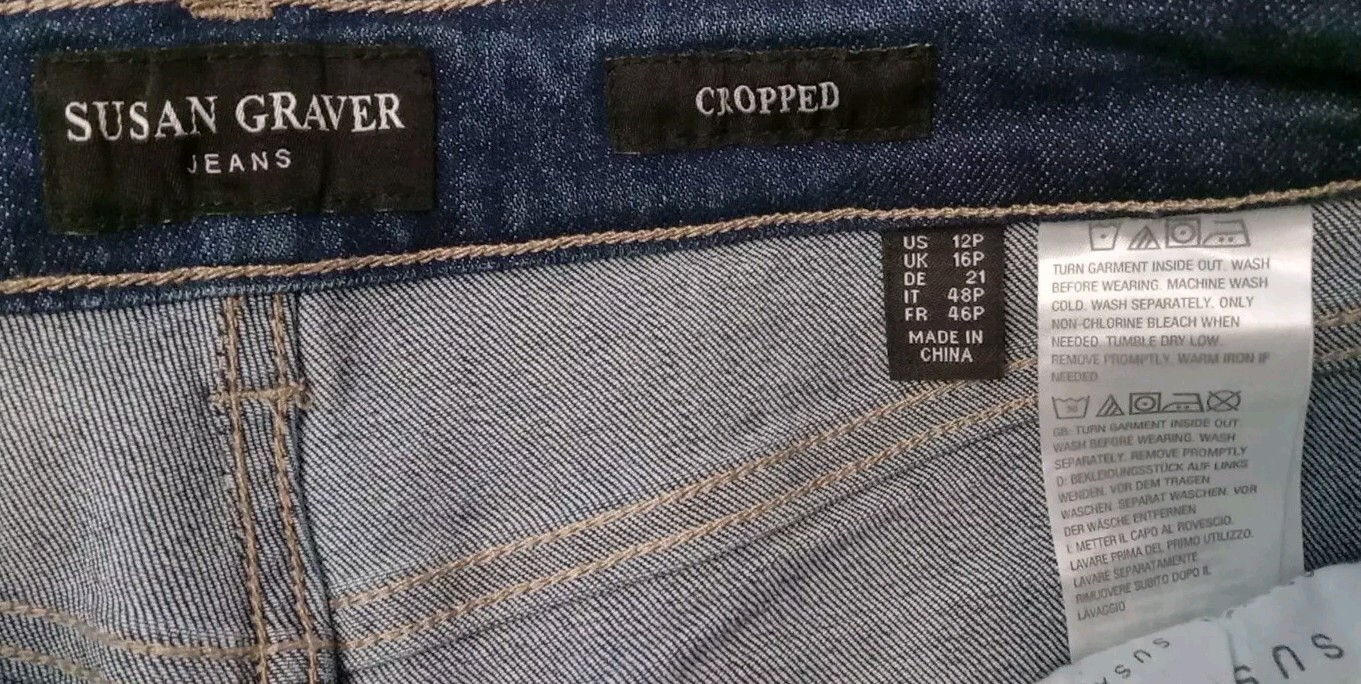 SUSAN GRAVER
JEANS
CROPPED
US 12P
UK 16P
DE 21
IT 48P
FR 46P
MADE IN
CHINA
TURN GARMENT INSIDE OUT. WASH
BEFORE WEARING. MACHINE WASH
COLD. WASH SEPARATELY. ONLY
NON-CHLORINE BLEACH WHEN
NEEDED. TUMBLE DRY LOW.
REMOVE PROMPTLY. WARM IRON IF
NEEDED
30
GB: TURN GARMENT INSIDE OUT.
WASH BEFORE WEARING. WASH
SEPARATELY. REMOVE PROMPTLY
D: BEKLEIDUNGSSTÜCK AUF LINKS
WENDEN. VOR DEM TRAGEN
WASCHEN. SEPARAT WASCHEN. VOR
DER WÄSCHE ENTFERNEN
I: METTER IL CAPO AL ROVESCIO.
LAVARE PRIMA DEL PRIMO UTILIZZO.
LAVARE SEPARATAMENTE
RIMUOVERE SUBITO DOPO IL
LAVAGGIO
SUS
SUS